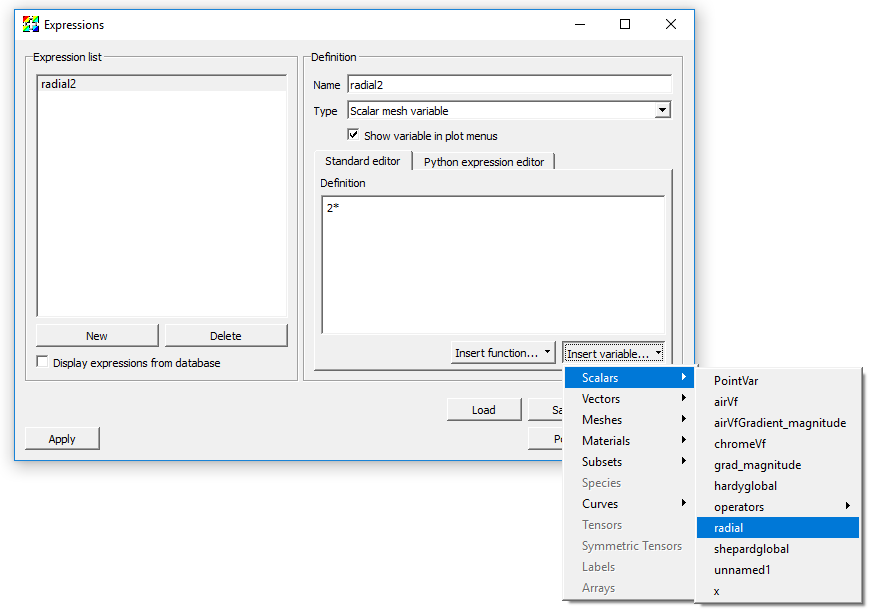 Expressions
Expression list
radial2
New
Delete
Display expressions from database
Definition
Name radial2
Type Scalar mesh variable
Show variable in plot menus
Standard editor
Python expression editor
Definition
2*
Insert function...
Insert variable...
Load
Sa
Apply
Po
Scalars
Vectors
Meshes
Materials
Subsets
Species
Curves
Tensors
Symmetric Tensors
Labels
Arrays
PointVar
airVf
airVfGradient_magnitude
chromeVf
grad_magnitude
hardyglobal
operators
radial
shepardglobal
unnamed1
x